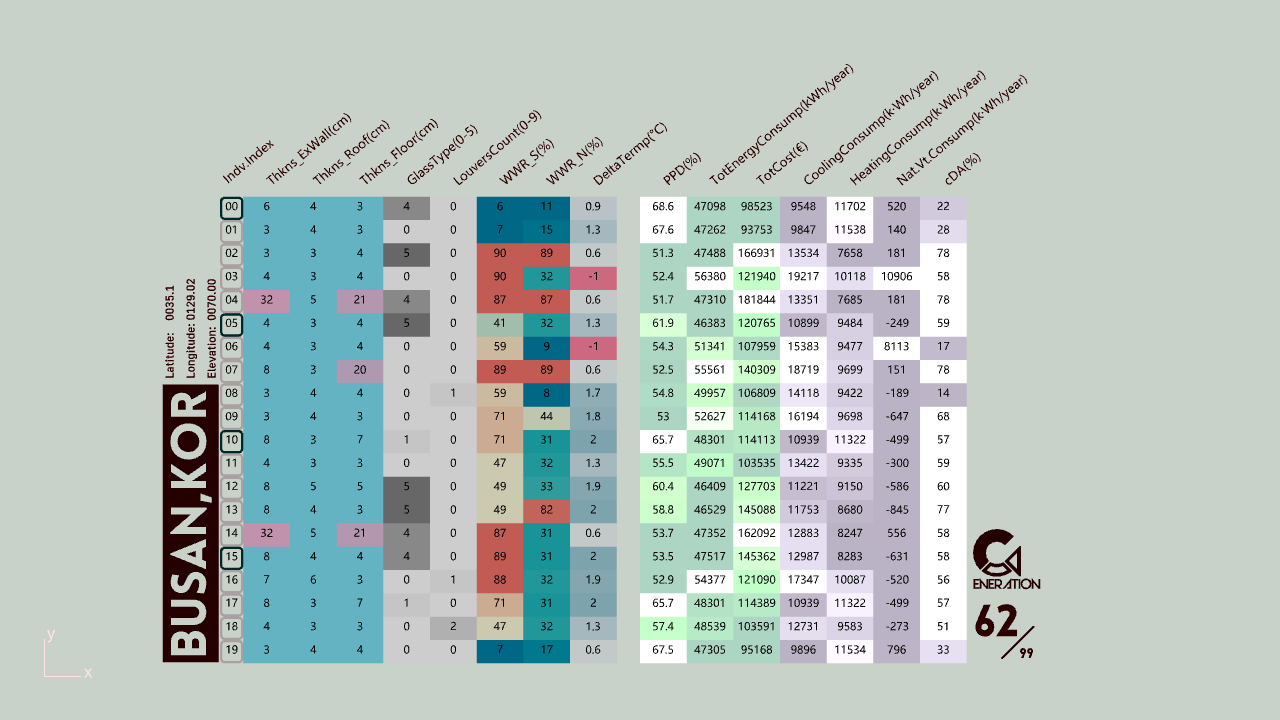 Indv.Index Thkns_ExWall(cm) Thkns_Roof(cm) Thkns_Floor(cm) GlassType(0-5) LouversCount(0-9) WWR_S(%) WWR_N(%) DeltaTermp(°C) PPD(%) TotEnergyConsump(kWh/year) TotCost(€) CoolingConsump(k·Wh/year) HeatingConsump(k·Wh/year) Nat.Vt.Consump(k·Wh/year) cDA(%)
00 6 4 3 4 0 6 11 0.9 68.6 47098 98523 9548 11702 520 22
01 3 4 3 0 0 7 15 1.3 67.6 47262 93753 9847 11538 140 28
02 3 3 4 5 0 90 89 0.6 51.3 47488 166931 13534 7658 181 78
03 4 3 4 0 0 90 32 -1 52.4 56380 121940 19217 10118 10906 58
04 32 5 21 4 0 87 87 0.6 51.7 47310 181844 13351 7685 181 78
05 4 3 4 5 0 41 32 1.3 61.9 46383 120765 10899 9484 -249 59
06 4 3 4 0 0 59 9 -1 54.3 51341 107959 15383 9477 8113 17
07 8 3 20 0 0 89 89 0.6 52.5 55561 140309 18719 9699 151 78
08 3 4 4 0 1 59 8 1.7 54.8 49957 106809 14118 9422 -189 14
09 3 4 3 0 0 71 44 1.8 53 52627 114168 16194 9698 -647 68
10 8 3 7 1 0 71 31 2 65.7 48301 114113 10939 11322 -499 57
11 4 3 3 0 0 47 32 1.3 55.5 49071 103535 13422 9335 -300 59
12 8 5 5 5 0 49 33 1.9 60.4 46409 127703 11221 9150 -586 60
13 8 4 3 5 0 49 82 2 58.8 46529 145088 11753 8680 -845 77
14 32 5 21 4 0 87 31 0.6 53.7 47352 162092 12883 8247 556 58
15 8 4 4 4 0 89 31 2 53.5 47517 145362 12987 8283 -631 58
16 7 6 3 0 1 88 32 1.9 52.9 54377 121090 17347 10087 -520 56
17 8 3 7 1 0 71 31 2 65.7 48301 114389 10939 11322 -499 57
18 4 3 3 0 2 47 32 1.3 57.4 48539 103591 12731 9583 -273 51
19 3 4 4 0 0 7 17 0.6 67.5 47305 95168 9896 11534 796 33
Latitude: 0035.1
Longitude: 0129.02
Elevation: 0070.00
BUSAN,KOR
GENERATION
62/99
y
x